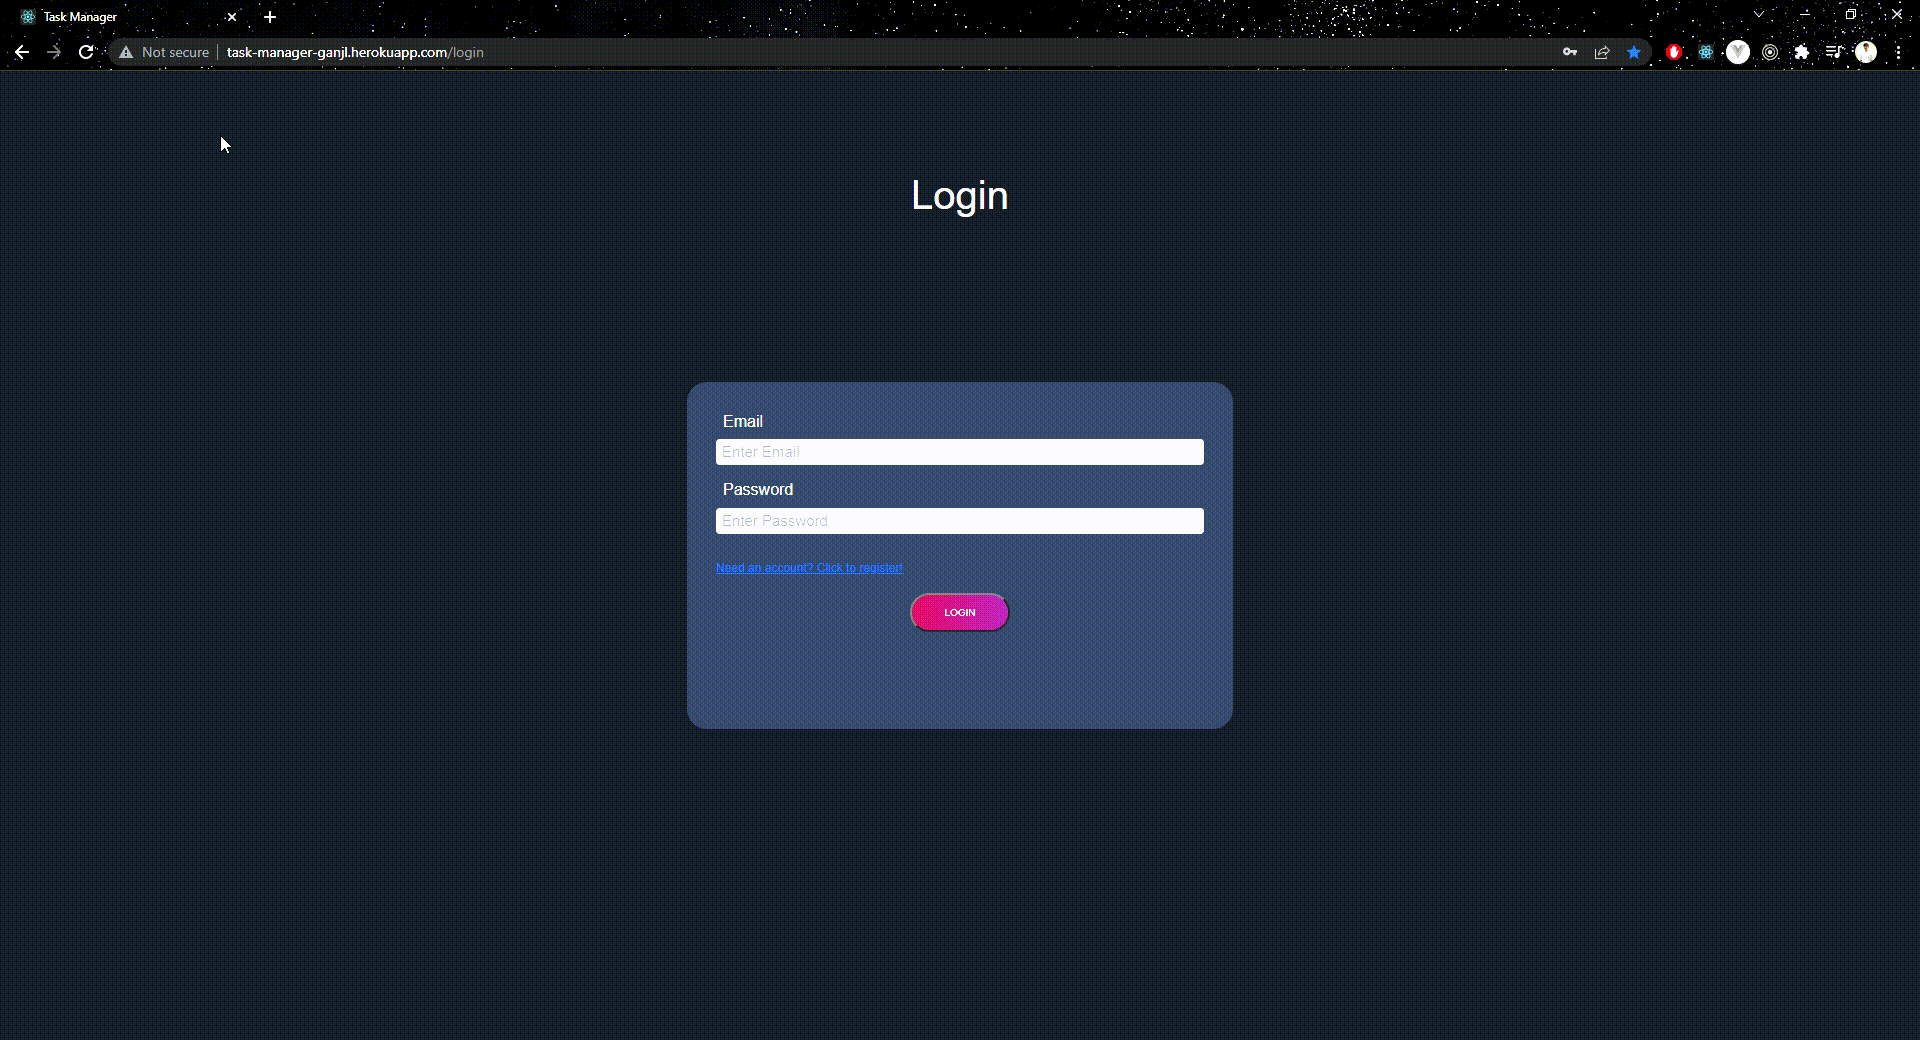 Task Manager
Not secure task-manager-ganjl.herokuapp.com/login
Login
Email
Enter Email
Password
Enter Password
Need an account? Click to register!
LOGIN